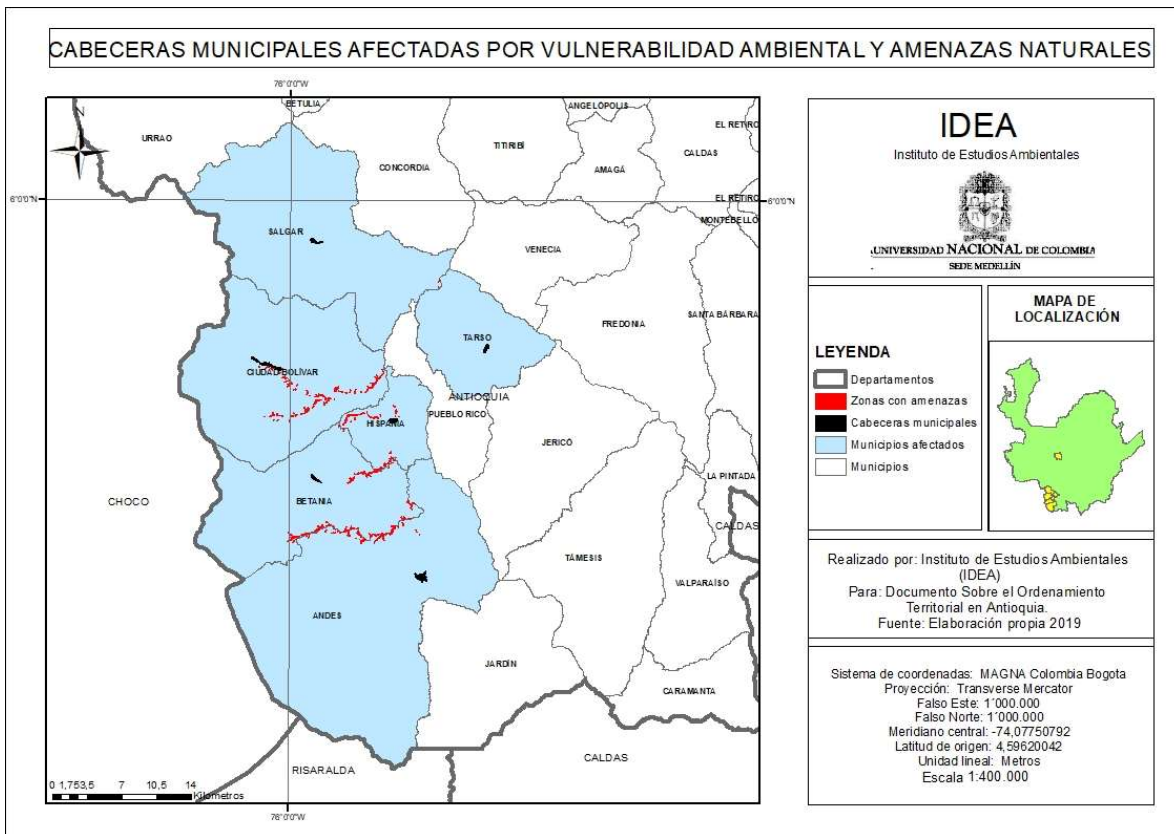 CABECERAS MUNICIPALES AFECTADAS POR VULNERABILIDAD AMBIENTAL Y AMENAZAS NATURALES
76°0'0"W
N
BETULIA
URRAO
CONCORDIA
TITIRIBÍ
ANGELÓPOLIS
AMAGÁ
EL RETIRO
CALDAS
EL RETIRO
MONTEBELLO
6°0'0"N
6°0'0"N
SALGAR
VENECIA
FREDONIA
SANTA BÁRBARA
TARSO
CIUDAD BOLÍVAR
ANTIOQUIA
PUEBLO RICO
HISPANIA
JERICÓ
LA PINTADA
CHOCO
BETANIA
CALDAS
TÁMESIS
VALPARAÍSO
ANDES
JARDÍN
CARAMANTA
RISARALDA
CALDAS
0 1,75 3,5 7 10,5 14
Kilometros
76°0'0"W
IDEA
Instituto de Estudios Ambientales
UNIVERSIDAD NACIONAL DE COLOMBIA
SEDE MEDELLÍN
LEYENDA
Departamentos
Zonas con amenazas
Cabeceras municipales
Municipios afectados
Municipios
MAPA DE
LOCALIZACIÓN
Realizado por: Instituto de Estudios Ambientales
(IDEA)
Para: Documento Sobre el Ordenamiento
Territorial en Antioquia.
Fuente: Elaboración propia 2019
Sistema de coordenadas: MAGNA Colombia Bogota
Proyección: Transverse Mercator
Falso Este: 1'000.000
Falso Norte: 1'000.000
Meridiano central: -74,07750792
Latitud de origen: 4,59620042
Unidad lineal: Metros
Escala 1:400.000